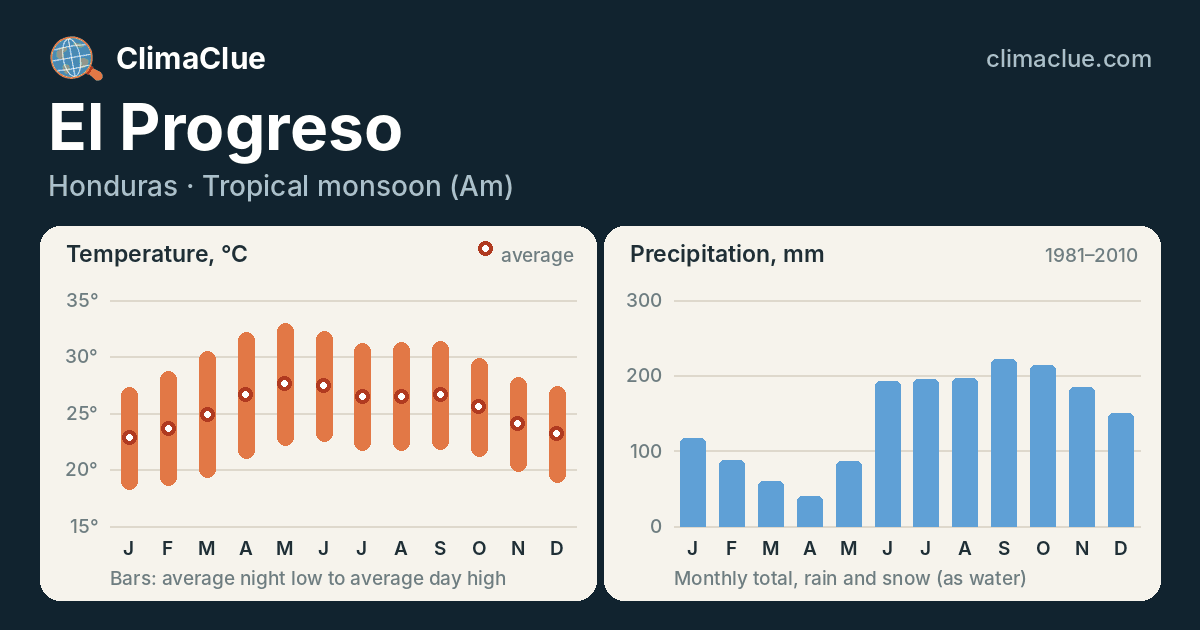 ClimaClue
climaclue.com
El Progreso
Honduras · Tropical monsoon (Am)
Temperature, °C
average
35°
30°
25°
20°
15°
J F M A M J J A S O N D
Bars: average night low to average day high
Precipitation, mm
1981–2010
300
200
100
0
J F M A M J J A S O N D
Monthly total, rain and snow (as water)